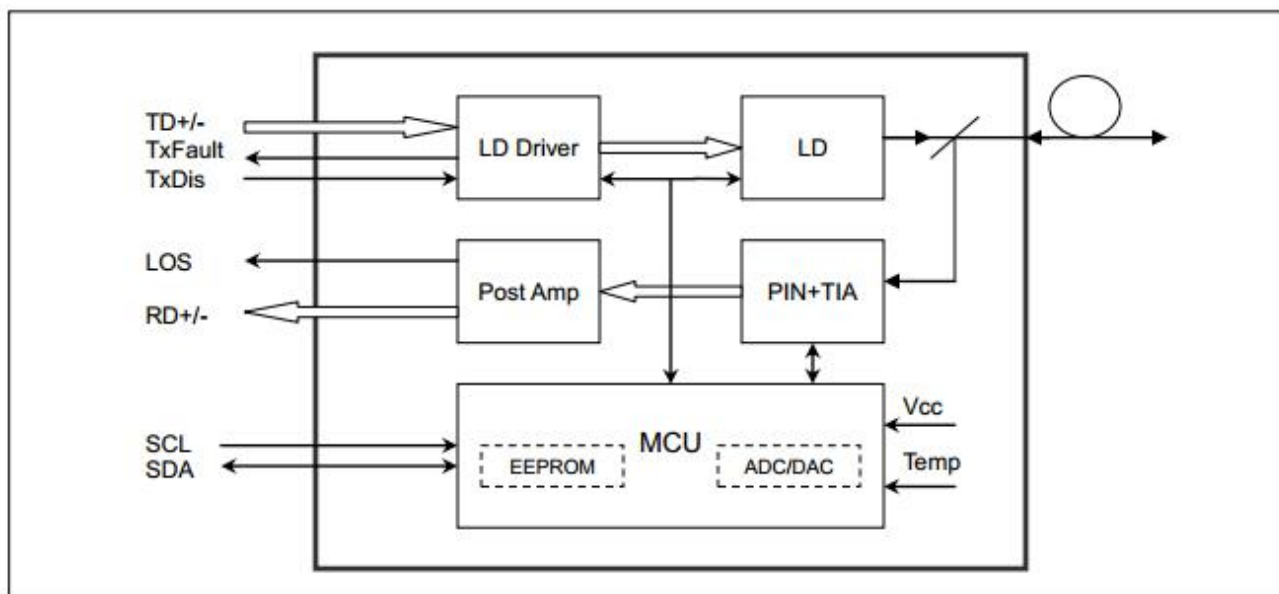 TD+/-
TxFault
TxDis
LD Driver
LD
LOS
RD+/-
Post Amp
PIN+TIA
SCL
SDA
MCU
EEPROM
ADC/DAC
Vcc
Temp